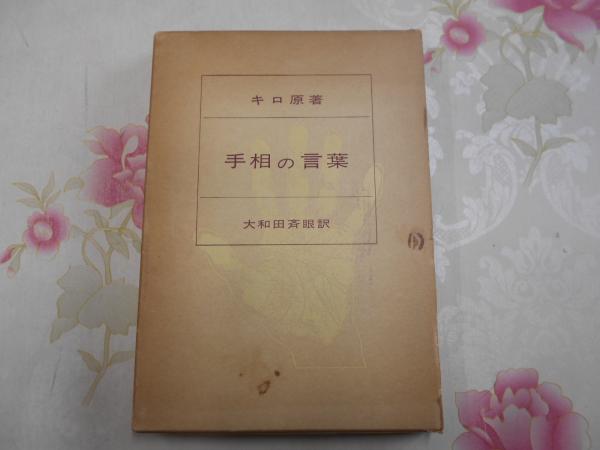 キロ原著
手相の言葉
大和田斉眼訳